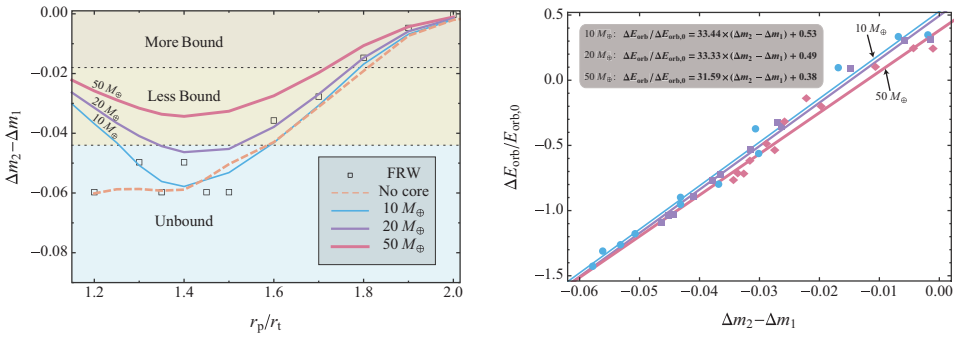 0.00
−0.02
−0.04
−0.06
−0.08
Δm₂−Δm₁
More Bound
Less Bound
Unbound
50 M⊕
20 M⊕
10 M⊕
FRW
No core
10 M⊕
20 M⊕
50 M⊕
1.2 1.4 1.6 1.8 2.0
rₚ/rₜ
0.5
0.0
−0.5
−1.0
−1.5
ΔEorb/Eorb,0
10 M⊕: ΔEorb/ΔEorb,0 = 33.44×(Δm₂ − Δm₁) + 0.53
20 M⊕: ΔEorb/ΔEorb,0 = 33.33×(Δm₂ − Δm₁) + 0.49
50 M⊕: ΔEorb/ΔEorb,0 = 31.59×(Δm₂ − Δm₁) + 0.38
10 M⊕
50 M⊕
−0.06 −0.05 −0.04 −0.03 −0.02 −0.01 0.00
Δm₂−Δm₁